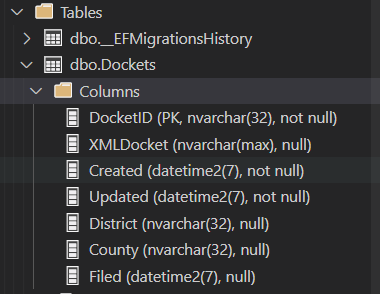 Tables
dbo.__EFMigrationsHistory
dbo.Dockets
Columns
DocketID (PK, nvarchar(32), not null)
XMLDocket (nvarchar(max), null)
Created (datetime2(7), not null)
Updated (datetime2(7), not null)
District (nvarchar(32), null)
County (nvarchar(32), null)
Filed (datetime2(7), null)